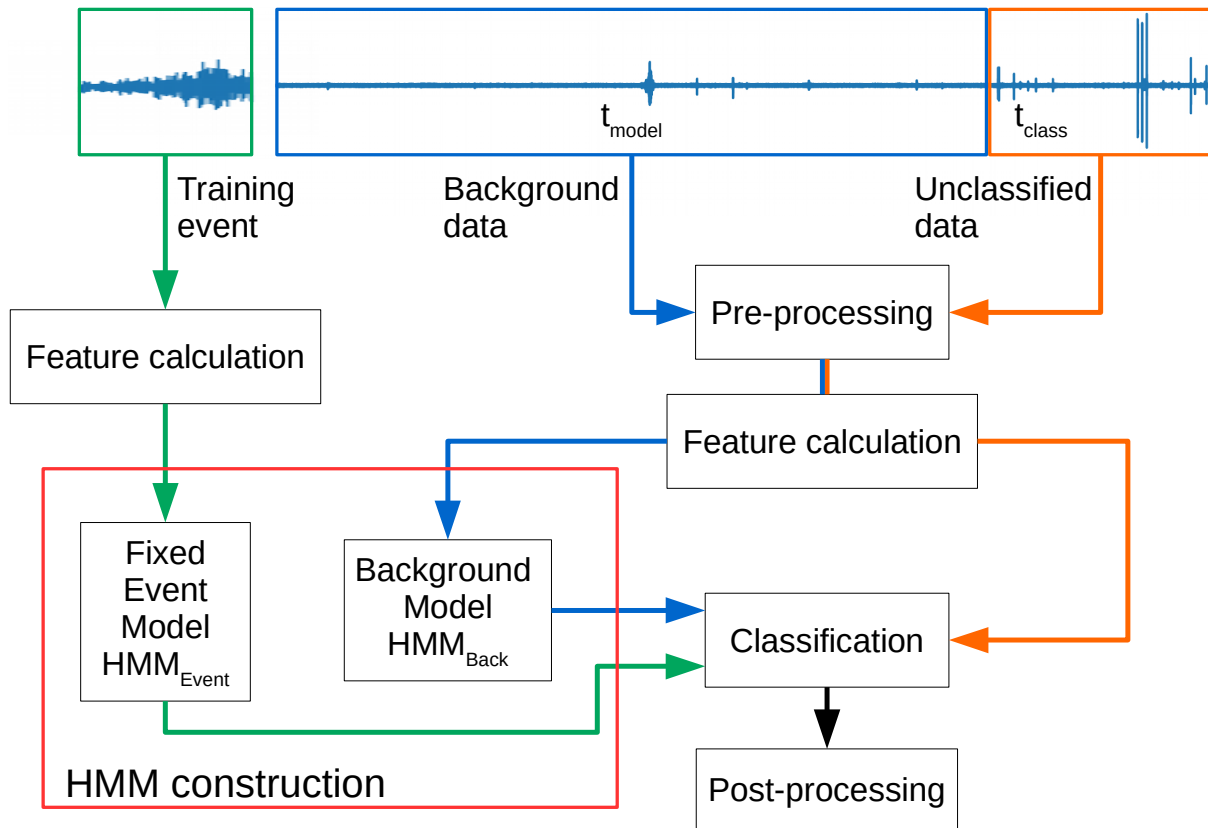 t_model
t_class
Training
event
Background
data
Unclassified
data
Pre-processing
Feature calculation
Feature calculation
Fixed
Event
Model
HMM_Event
Background
Model
HMM_Back
Classification
HMM construction
Post-processing